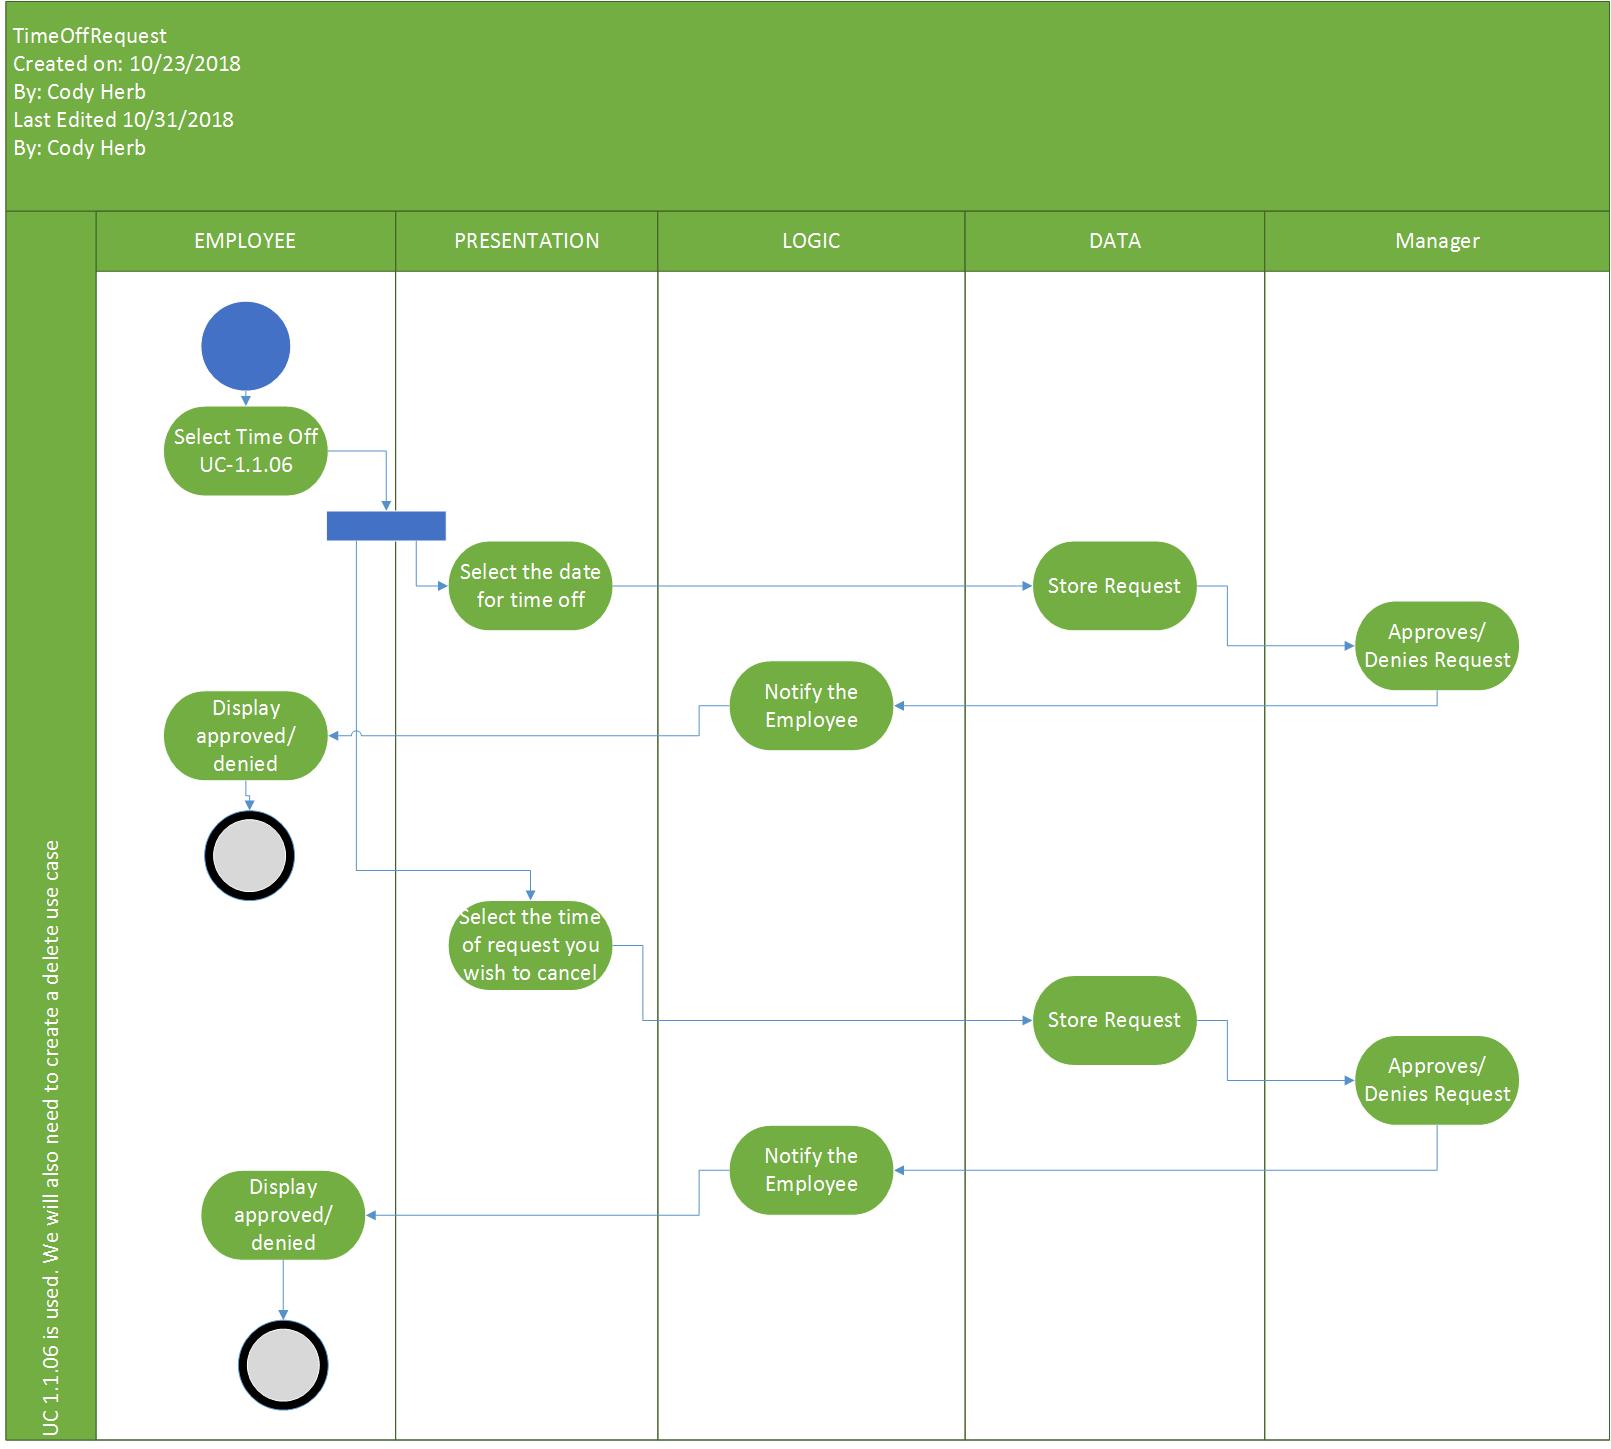 TimeOffRequest
Created on: 10/23/2018
By: Cody Herb
Last Edited 10/31/2018
By: Cody Herb
EMPLOYEE
PRESENTATION
LOGIC
DATA
Manager
Select Time Off
UC-1.1.06
Select the date
for time off
Store Request
Approves/
Denies Request
Notify the
Employee
Display
approved/
denied
Select the time
of request you
wish to cancel
Store Request
Approves/
Denies Request
Notify the
Employee
Display
approved/
denied
UC 1.1.06 is used. We will also need to create a delete use case